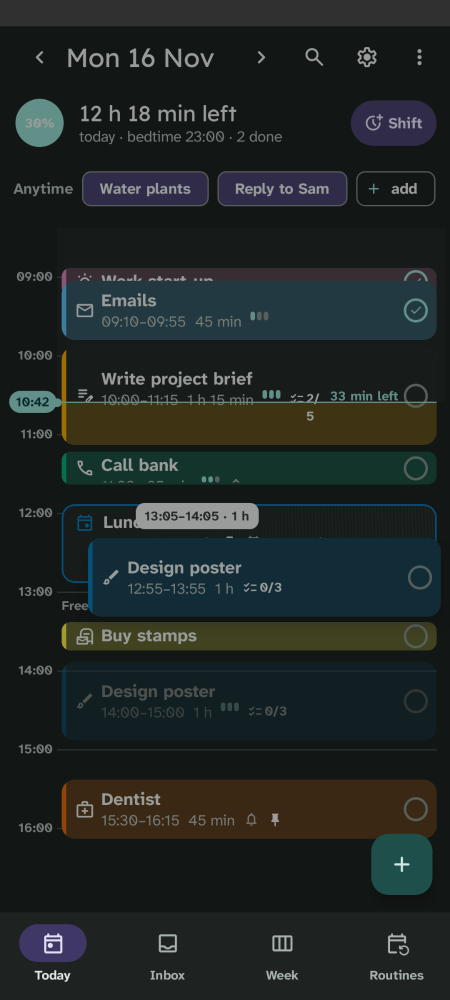 Mon 16 Nov
30%
12 h 18 min left
today · bedtime 23:00 · 2 done
Shift
Anytime
Water plants
Reply to Sam
+ add
09:00
Work start-up
Emails
09:10–09:55 45 min
10:00
Write project brief
10:00–11:15 1 h 15 min
2/
5
33 min left
10:42
11:00
Call bank
12:00
13:05–14:05 · 1 h
Design poster
12:55–13:55 1 h 0/3
13:00
Free
Buy stamps
14:00
Design poster
14:00–15:00 1 h 0/3
15:00
Dentist
15:30–16:15 45 min
16:00
+
Today
Inbox
Week
Routines